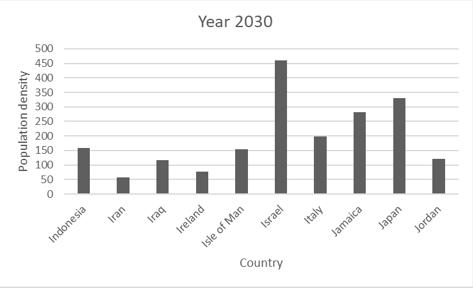 Year 2030
Population density
500
450
400
350
300
250
200
150
100
50
0
Indonesia
Iran
Iraq
Ireland
Isle of Man
Israel
Italy
Jamaica
Japan
Jordan
Country